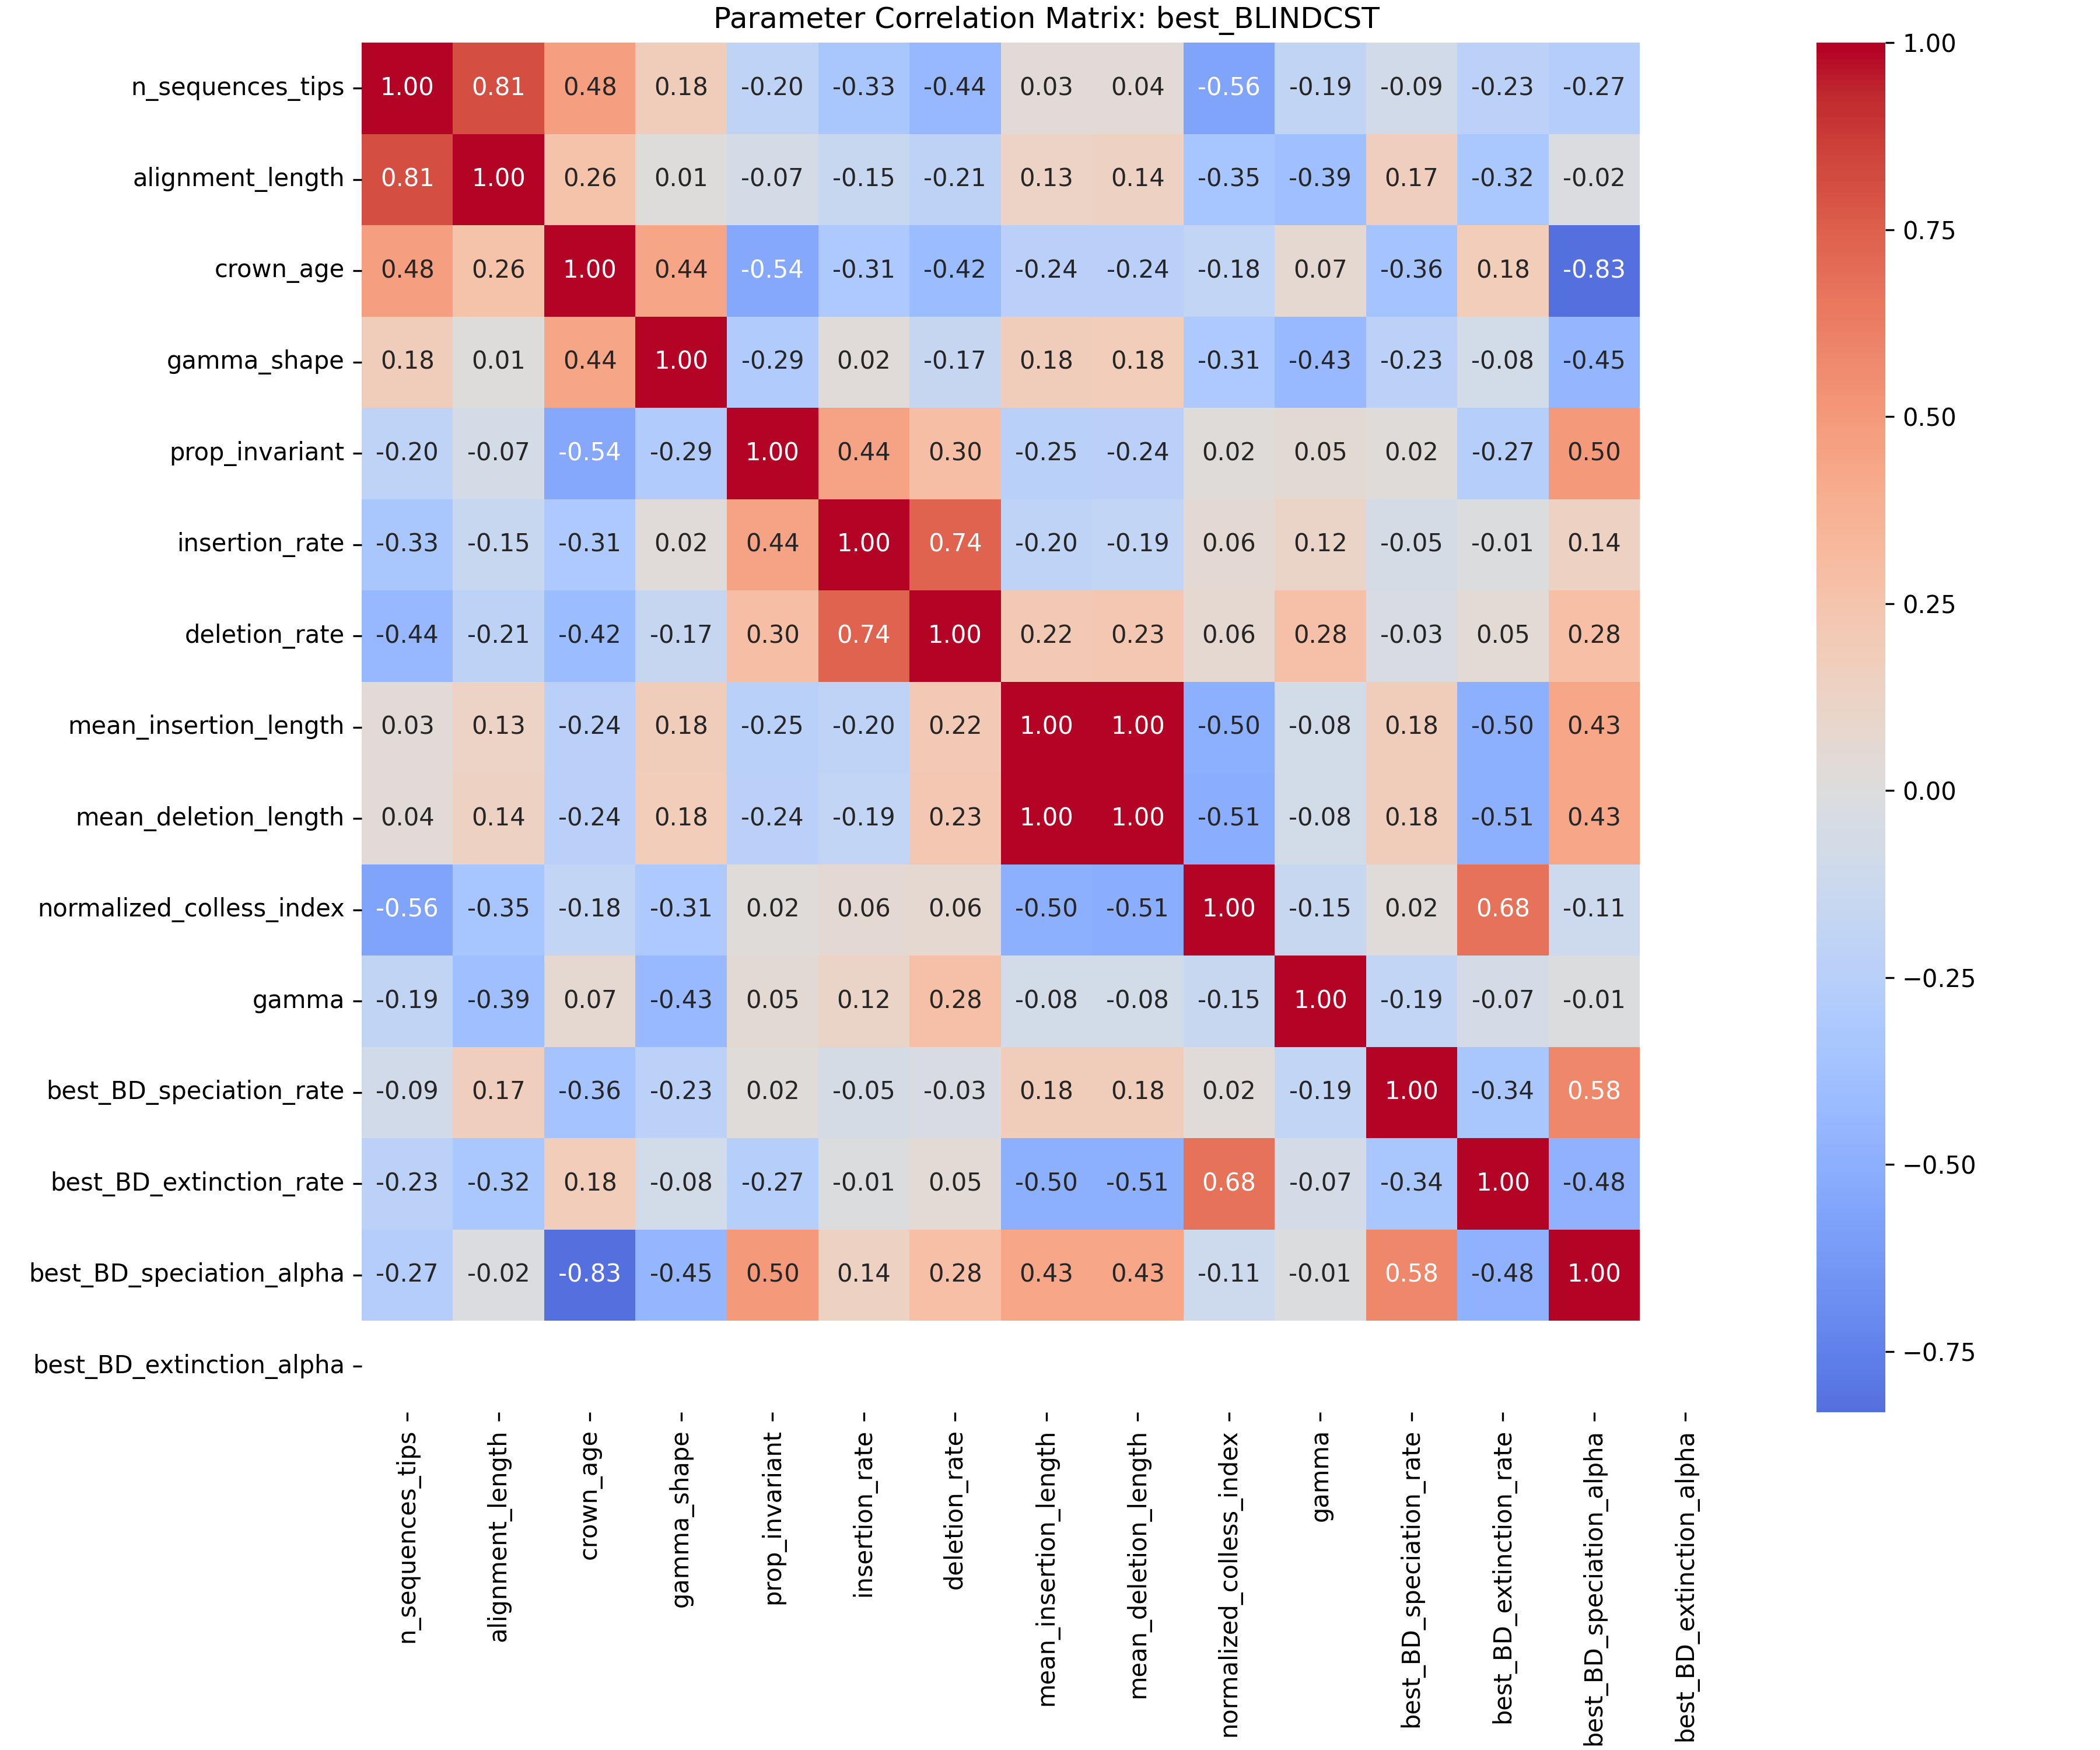 Parameter Correlation Matrix: best_BLINDCST
n_sequences_tips 1.00 0.81 0.48 0.18 -0.20 -0.33 -0.44 0.03 0.04 -0.56 -0.19 -0.09 -0.23 -0.27
alignment_length 0.81 1.00 0.26 0.01 -0.07 -0.15 -0.21 0.13 0.14 -0.35 -0.39 0.17 -0.32 -0.02
crown_age 0.48 0.26 1.00 0.44 -0.54 -0.31 -0.42 -0.24 -0.24 -0.18 0.07 -0.36 0.18 -0.83
gamma_shape 0.18 0.01 0.44 1.00 -0.29 0.02 -0.17 0.18 0.18 -0.31 -0.43 -0.23 -0.08 -0.45
prop_invariant -0.20 -0.07 -0.54 -0.29 1.00 0.44 0.30 -0.25 -0.24 0.02 0.05 0.02 -0.27 0.50
insertion_rate -0.33 -0.15 -0.31 0.02 0.44 1.00 0.74 -0.20 -0.19 0.06 0.12 -0.05 -0.01 0.14
deletion_rate -0.44 -0.21 -0.42 -0.17 0.30 0.74 1.00 0.22 0.23 0.06 0.28 -0.03 0.05 0.28
mean_insertion_length 0.03 0.13 -0.24 0.18 -0.25 -0.20 0.22 1.00 1.00 -0.50 -0.08 0.18 -0.50 0.43
mean_deletion_length 0.04 0.14 -0.24 0.18 -0.24 -0.19 0.23 1.00 1.00 -0.51 -0.08 0.18 -0.51 0.43
normalized_colless_index -0.56 -0.35 -0.18 -0.31 0.02 0.06 0.06 -0.50 -0.51 1.00 -0.15 0.02 0.68 -0.11
gamma -0.19 -0.39 0.07 -0.43 0.05 0.12 0.28 -0.08 -0.08 -0.15 1.00 -0.19 -0.07 -0.01
best_BD_speciation_rate -0.09 0.17 -0.36 -0.23 0.02 -0.05 -0.03 0.18 0.18 0.02 -0.19 1.00 -0.34 0.58
best_BD_extinction_rate -0.23 -0.32 0.18 -0.08 -0.27 -0.01 0.05 -0.50 -0.51 0.68 -0.07 -0.34 1.00 -0.48
best_BD_speciation_alpha -0.27 -0.02 -0.83 -0.45 0.50 0.14 0.28 0.43 0.43 -0.11 -0.01 0.58 -0.48 1.00
best_BD_extinction_alpha
n_sequences_tips
alignment_length
crown_age
gamma_shape
prop_invariant
insertion_rate
deletion_rate
mean_insertion_length
mean_deletion_length
normalized_colless_index
gamma
best_BD_speciation_rate
best_BD_extinction_rate
best_BD_speciation_alpha
best_BD_extinction_alpha
1.00
0.75
0.50
0.25
0.00
−0.25
−0.50
−0.75